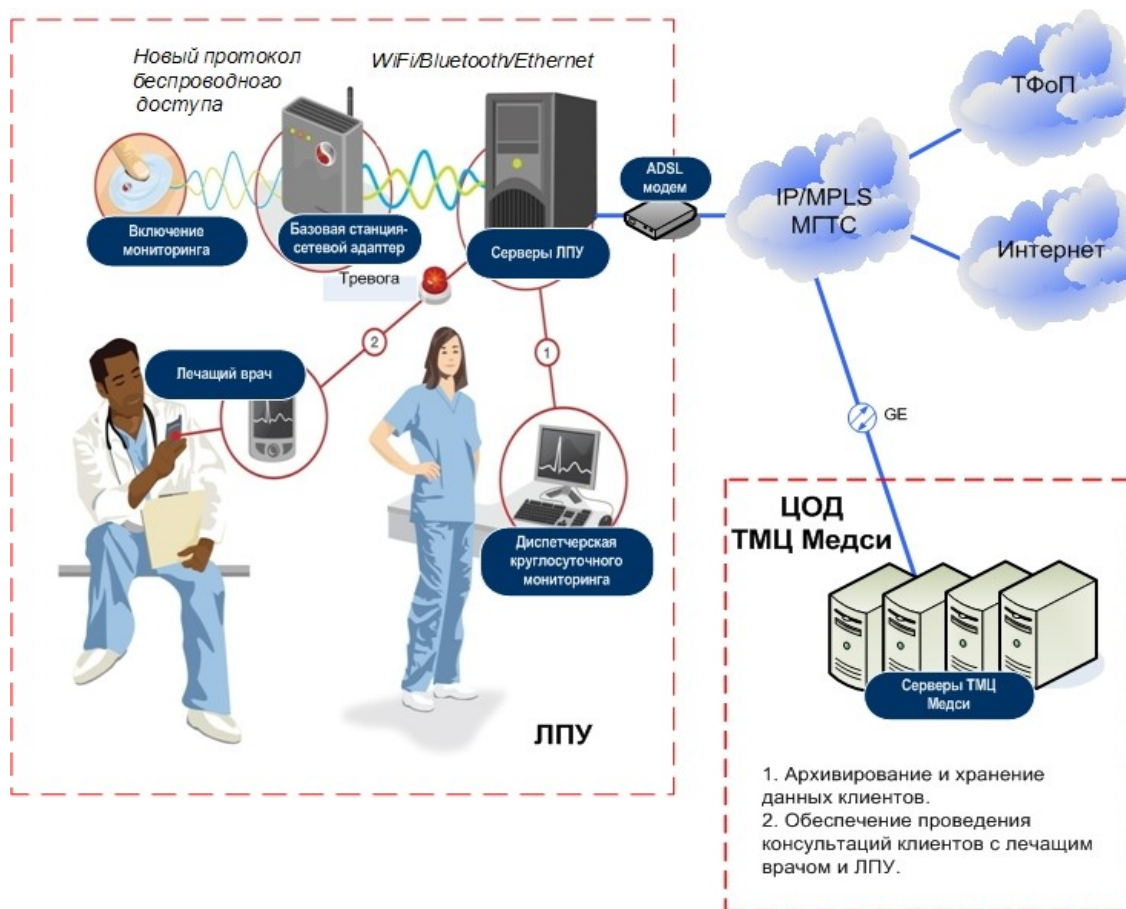 Новый протокол
беспроводного
доступа
WiFi/Bluetooth/Ethernet
Включение
мониторинга
Базовая станция-
сетевой адаптер
Серверы ЛПУ
Тревога
ADSL
модем
IP/MPLS
МГТС
ТФоП
Интернет
2
1
Лечащий врач
Диспетчерская
круглосуточного
мониторинга
ЛПУ
GE
ЦОД
ТМЦ Медси
Серверы ТМЦ
Медси
1. Архивирование и хранение
данных клиентов.
2. Обеспечение проведения
консультаций клиентов с лечащим
врачом и ЛПУ.